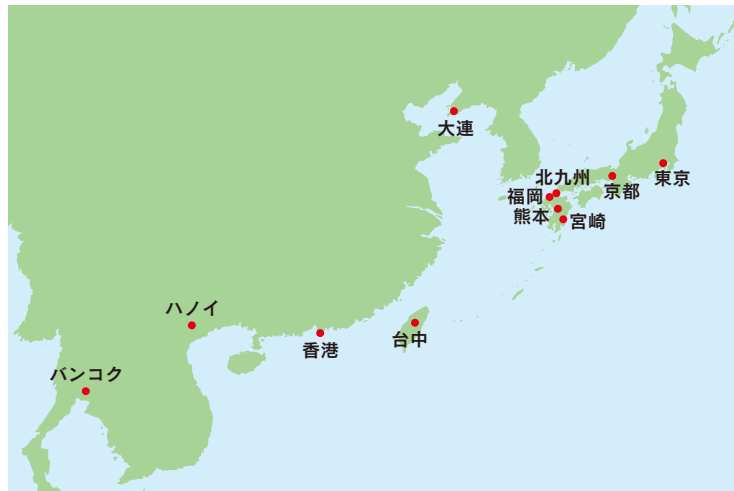 大連
北九州
福岡
京都
東京
熊本
宮崎
ハノイ
香港
台中
バンコク